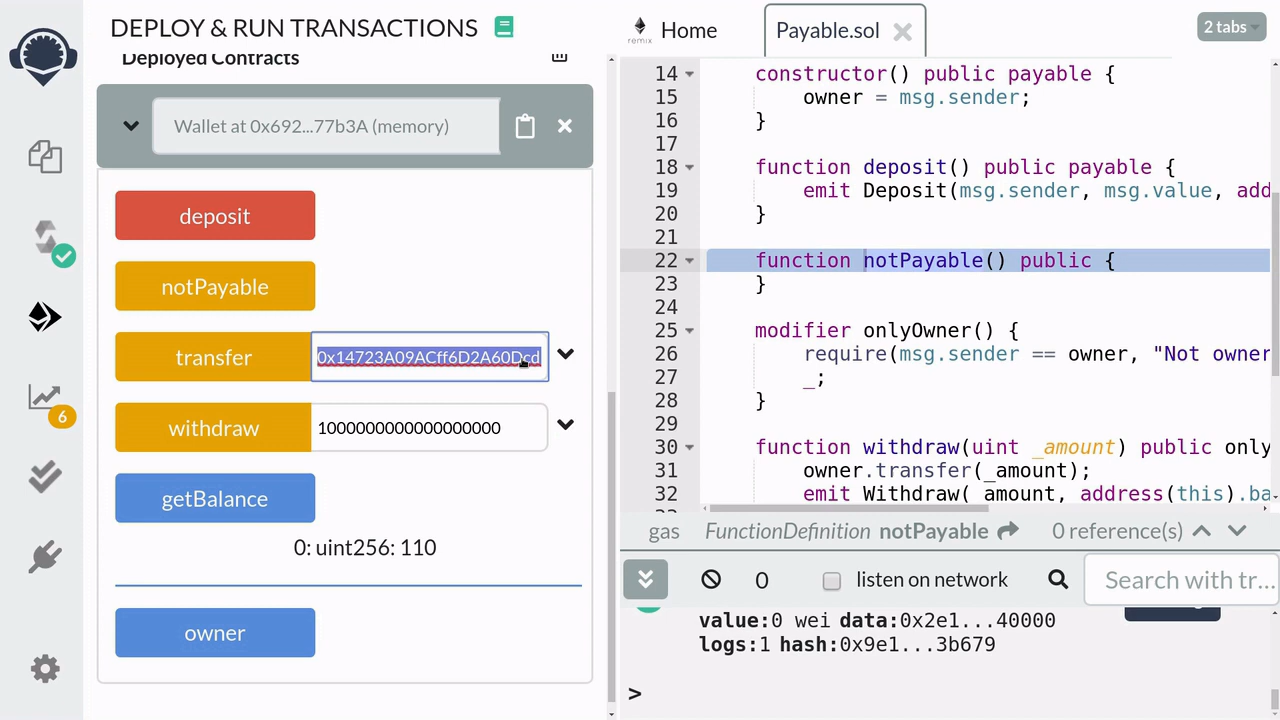 DEPLOY & RUN TRANSACTIONS
Deployed Contracts
Wallet at 0x692...77b3A (memory)
deposit
notPayable
transfer 0x14723A09ACff6D2A60Dcd
withdraw 1000000000000000000
getBalance
0: uint256: 110
owner
6
remix
Home
Payable.sol
2 tabs
14 constructor() public payable {
15 owner = msg.sender;
16 }
17
18 function deposit() public payable {
19 emit Deposit(msg.sender, msg.value, add
20 }
21
22 function notPayable() public {
23 }
24
25 modifier onlyOwner() {
26 require(msg.sender == owner, "Not owner
27 _;
28 }
29
30 function withdraw(uint _amount) public only
31 owner.transfer(_amount);
32 emit Withdraw(_amount, address(this).ba
gas FunctionDefinition notPayable 0 reference(s)
0 listen on network Search with tr...
value:0 wei data:0x2e1...40000
logs:1 hash:0x9e1...3b679
>